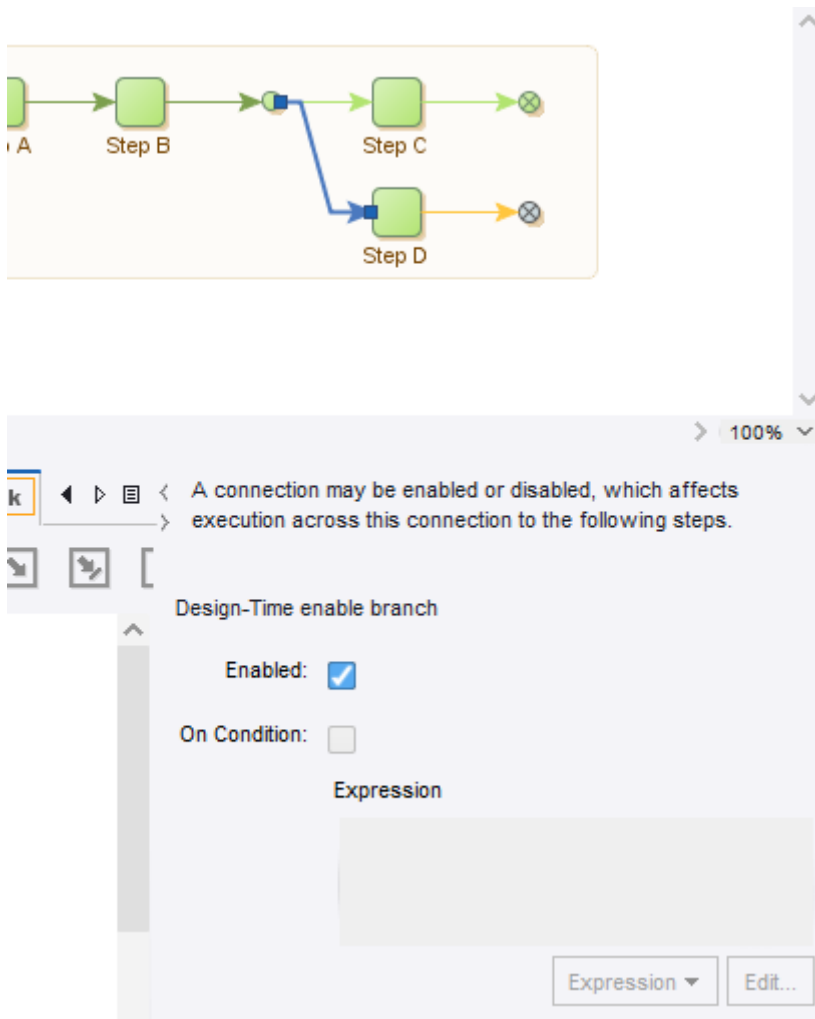 A
Step B
Step C
Step D
100%
k
A connection may be enabled or disabled, which affects
execution across this connection to the following steps.
Design-Time enable branch
Enabled:
On Condition:
Expression
Expression
Edit...